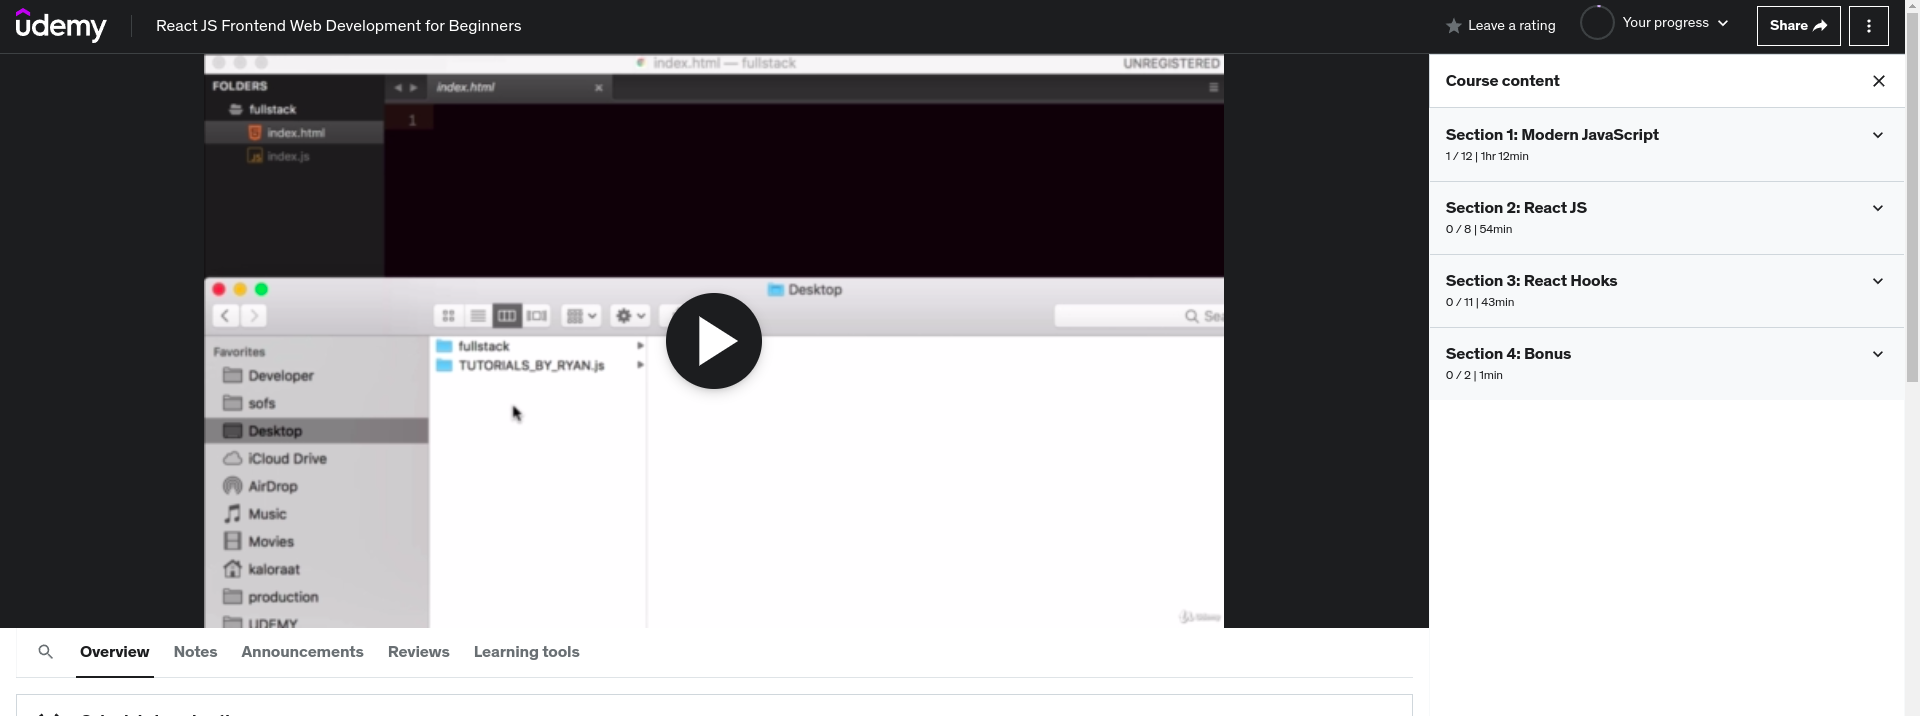 udemy
React JS Frontend Web Development for Beginners
Leave a rating
Your progress
Share
index.html — fullstack
UNREGISTERED
FOLDERS
fullstack
index.html
index.js
index.html
1
Desktop
Favorites
Developer
sofs
Desktop
iCloud Drive
AirDrop
Music
Movies
kaloraat
production
UDEMY
fullstack
TUTORIALS_BY_RYAN.js
Course content
Section 1: Modern JavaScript
1 / 12 | 1hr 12min
Section 2: React JS
0 / 8 | 54min
Section 3: React Hooks
0 / 11 | 43min
Section 4: Bonus
0 / 2 | 1min
Overview Notes Announcements Reviews Learning tools